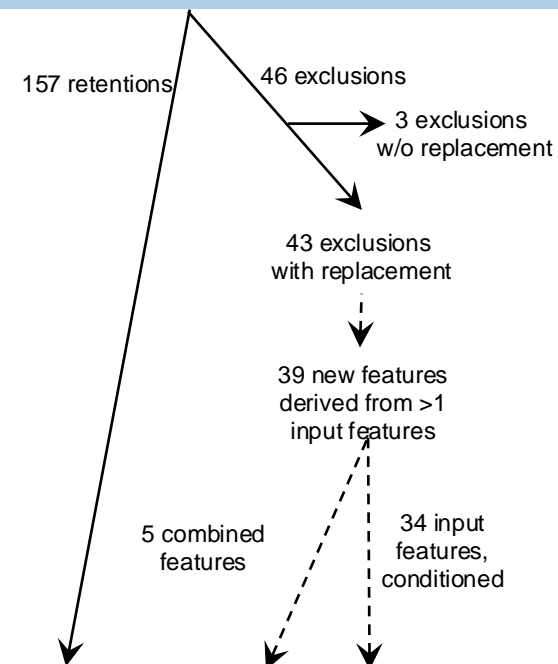 157 retentions
46 exclusions
3 exclusions
w/o replacement
43 exclusions
with replacement
39 new features
derived from >1
input features
5 combined
features
34 input
features,
conditioned